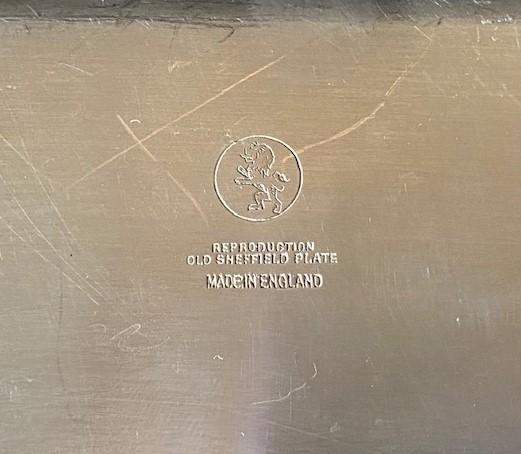 REPRODUCTION
OLD SHEFFIELD PLATE
MADE IN ENGLAND